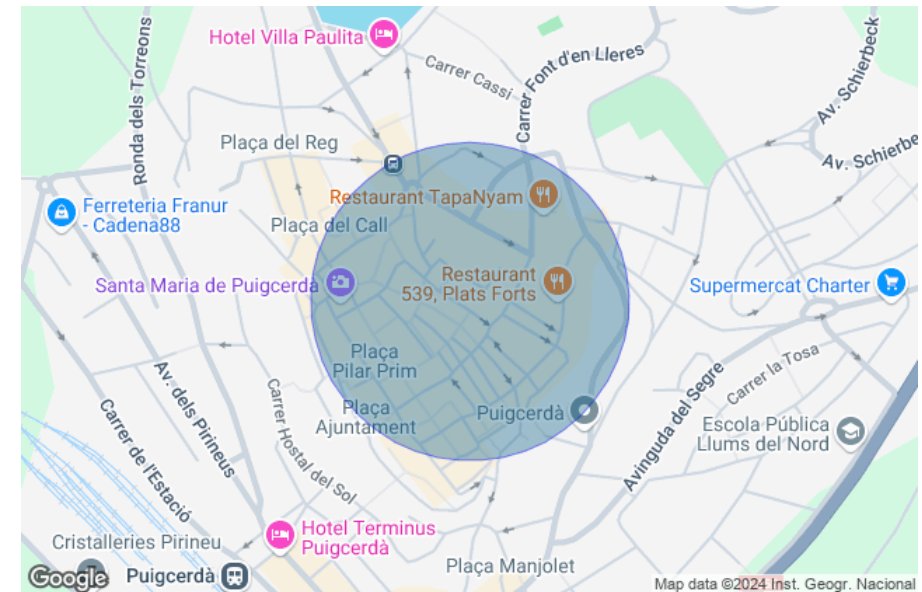 Hotel Villa Paulita
Carrer Cassi
Carrer Font d'en Lleres
Av. Schierbeck
Ronda dels Torreons
Plaça del Reg
Av. Schierbe
Restaurant TapaNyam
Ferreteria Franur
- Cadena88
Plaça del Call
Santa Maria de Puigcerdà
Restaurant
539, Plats Forts
Supermercat Charter
Plaça
Pilar Prim
Carrer la Tosa
Av. dels Pirineus
Carrer Hostal del Sol
Plaça
Ajuntament
Puigcerdà
Avinguda del Segre
Escola Pública
Llums del Nord
Carrer de l'Estació
Hotel Terminus
Puigcerdà
Cristalleries Pirineu
Plaça Manjolet
Puigcerdà
Google
Map data ©2024 Inst. Geogr. Nacional